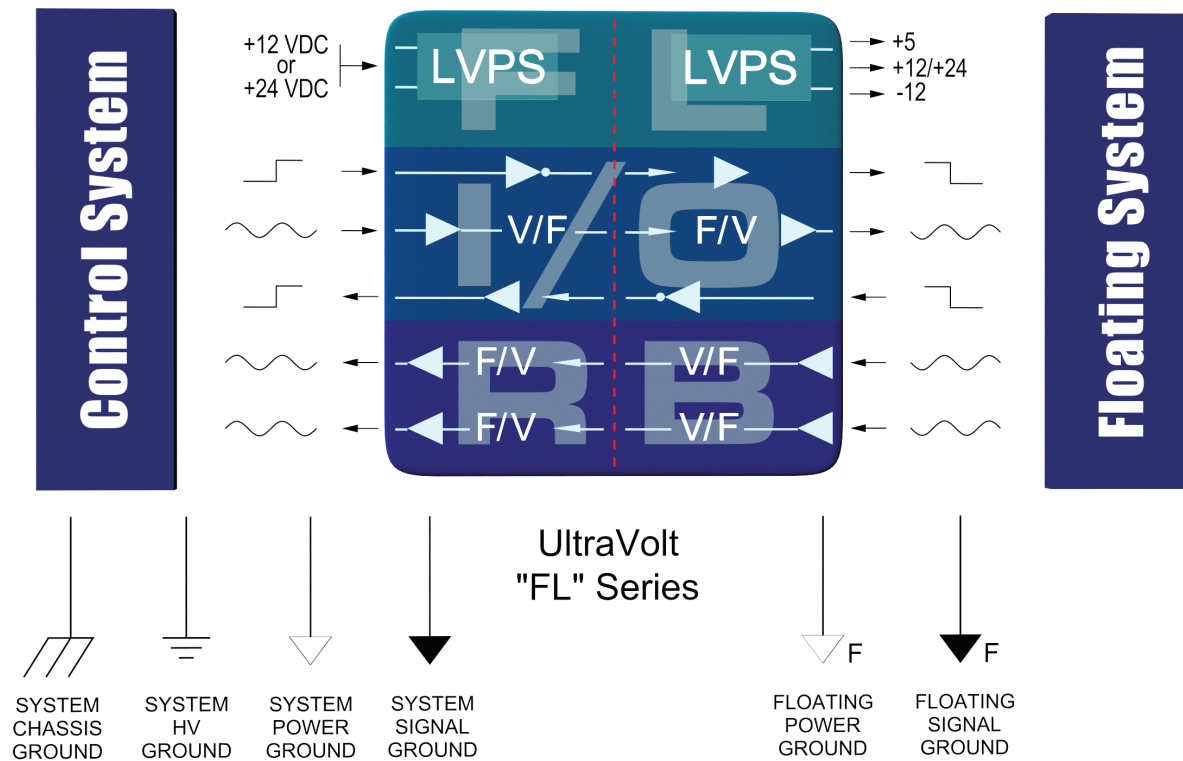 Control System
+12 VDC
or
+24 VDC
FL
LVPS
LVPS
+5
+12/+24
-12
I/O
V/F
F/V
RB
F/V
V/F
F/V
V/F
Floating System
UltraVolt
"FL" Series
F
F
SYSTEM
CHASSIS
GROUND
SYSTEM
HV
GROUND
SYSTEM
POWER
GROUND
SYSTEM
SIGNAL
GROUND
FLOATING
POWER
GROUND
FLOATING
SIGNAL
GROUND